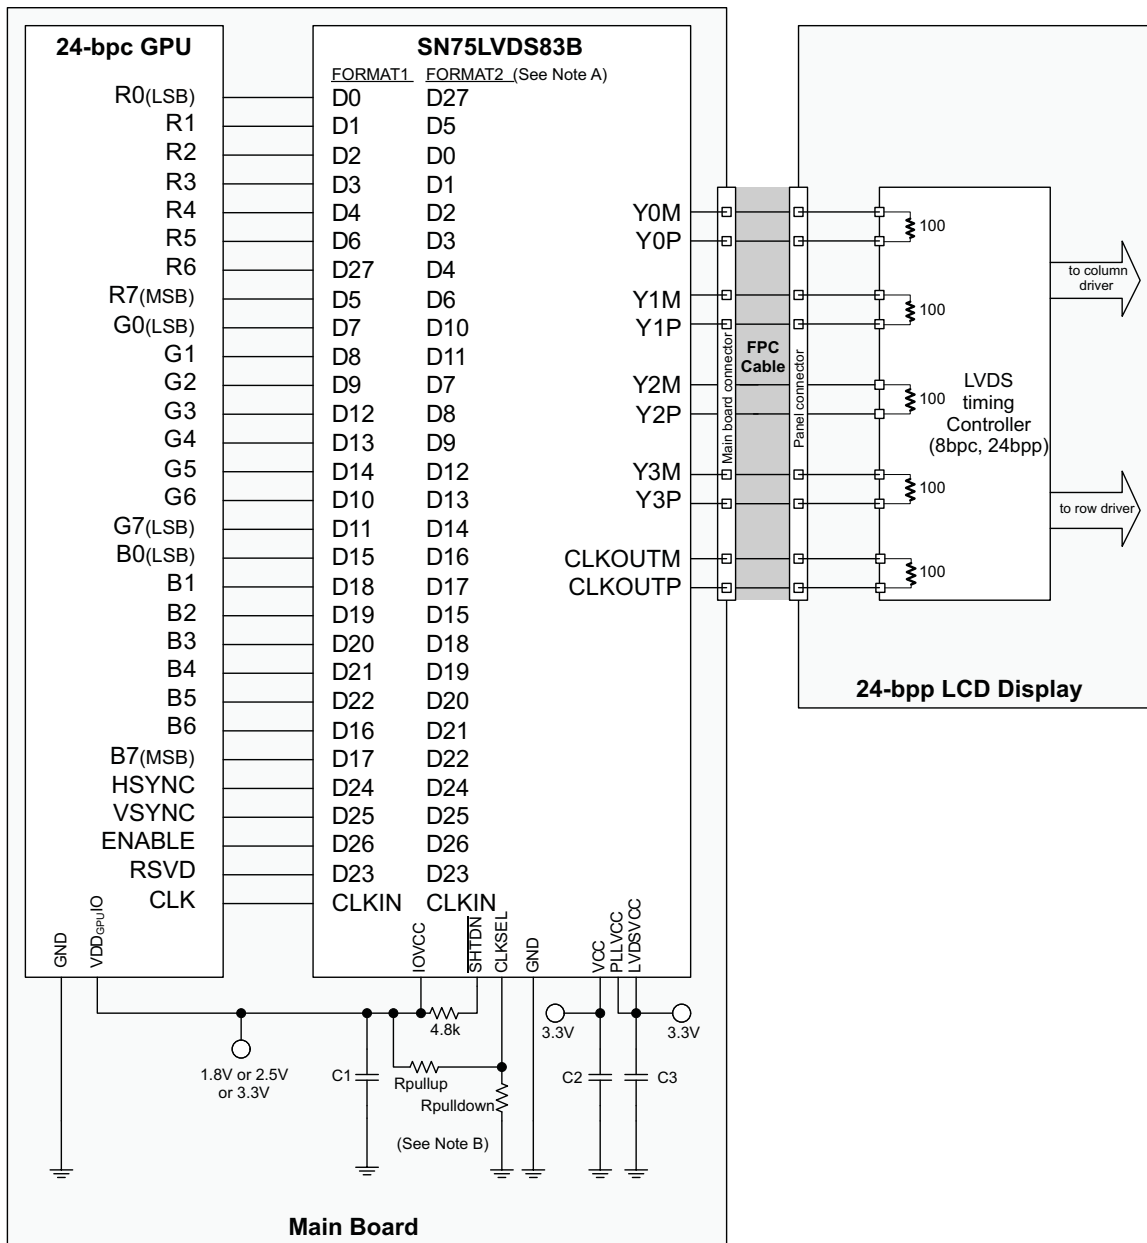 24-bpc GPU
SN75LVDS83B
FORMAT1 FORMAT2 (See Note A)
R0(LSB) D0 D27
R1 D1 D5
R2 D2 D0
R3 D3 D1
R4 D4 D2
R5 D6 D3
R6 D27 D4
R7(MSB) D5 D6
G0(LSB) D7 D10
G1 D8 D11
G2 D9 D7
G3 D12 D8
G4 D13 D9
G5 D14 D12
G6 D10 D13
G7(LSB) D11 D14
B0(LSB) D15 D16
B1 D18 D17
B2 D19 D15
B3 D20 D18
B4 D21 D19
B5 D22 D20
B6 D16 D21
B7(MSB) D17 D22
HSYNC D24 D24
VSYNC D25 D25
ENABLE D26 D26
RSVD D23 D23
CLK CLKIN CLKIN
Y0M
Y0P
Y1M
Y1P
Y2M
Y2P
Y3M
Y3P
CLKOUTM
CLKOUTP
Main board connector
FPC
Cable
Panel connector
100
100
100
100
100
LVDS
timing
Controller
(8bpc, 24bpp)
to column
driver
to row driver
24-bpp LCD Display
GND
VDDGPUIO
IOVCC
SHTDN
CLKSEL
GND
VCC
PLLVCC
LVDSVCC
4.8k
3.3V
3.3V
1.8V or 2.5V
or 3.3V
C1
Rpullup
Rpulldown
C2
C3
(See Note B)
Main Board